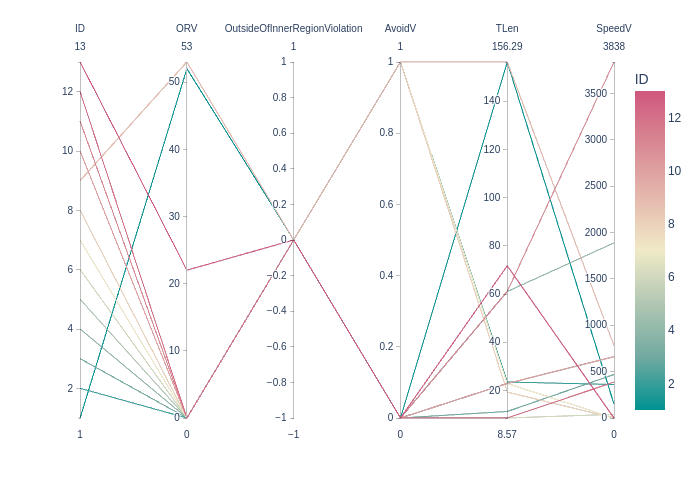 ID ORV OutsideOfInnerRegionViolation AvoidV TLen SpeedV
13 53 1 1 156.29 3838
ID
12 50 1 1 140 3500
10 40 0.8 0.8 120 3000
8 30 0.6 0.6 100 2500
6 20 0.4 0.4 80 2000
4 10 0.2 0.2 60 1500
2 0 0 0 40 1000
−0.2 20 500
−0.4 0
−0.6
−0.8
−1
12
10
8
6
4
2
1 0 −1 0 8.57 0